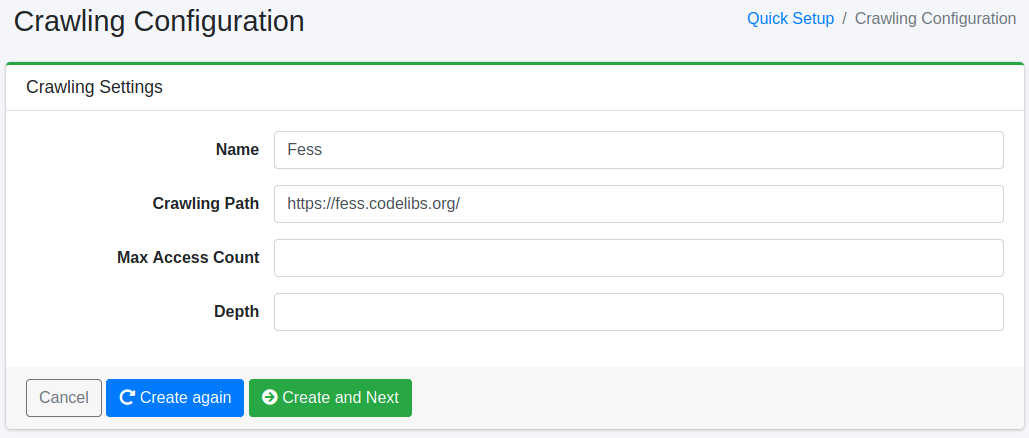 Crawling Configuration
Quick Setup / Crawling Configuration
Crawling Settings
Name Fess
Crawling Path https://fess.codelibs.org/
Max Access Count
Depth
Cancel Create again Create and Next